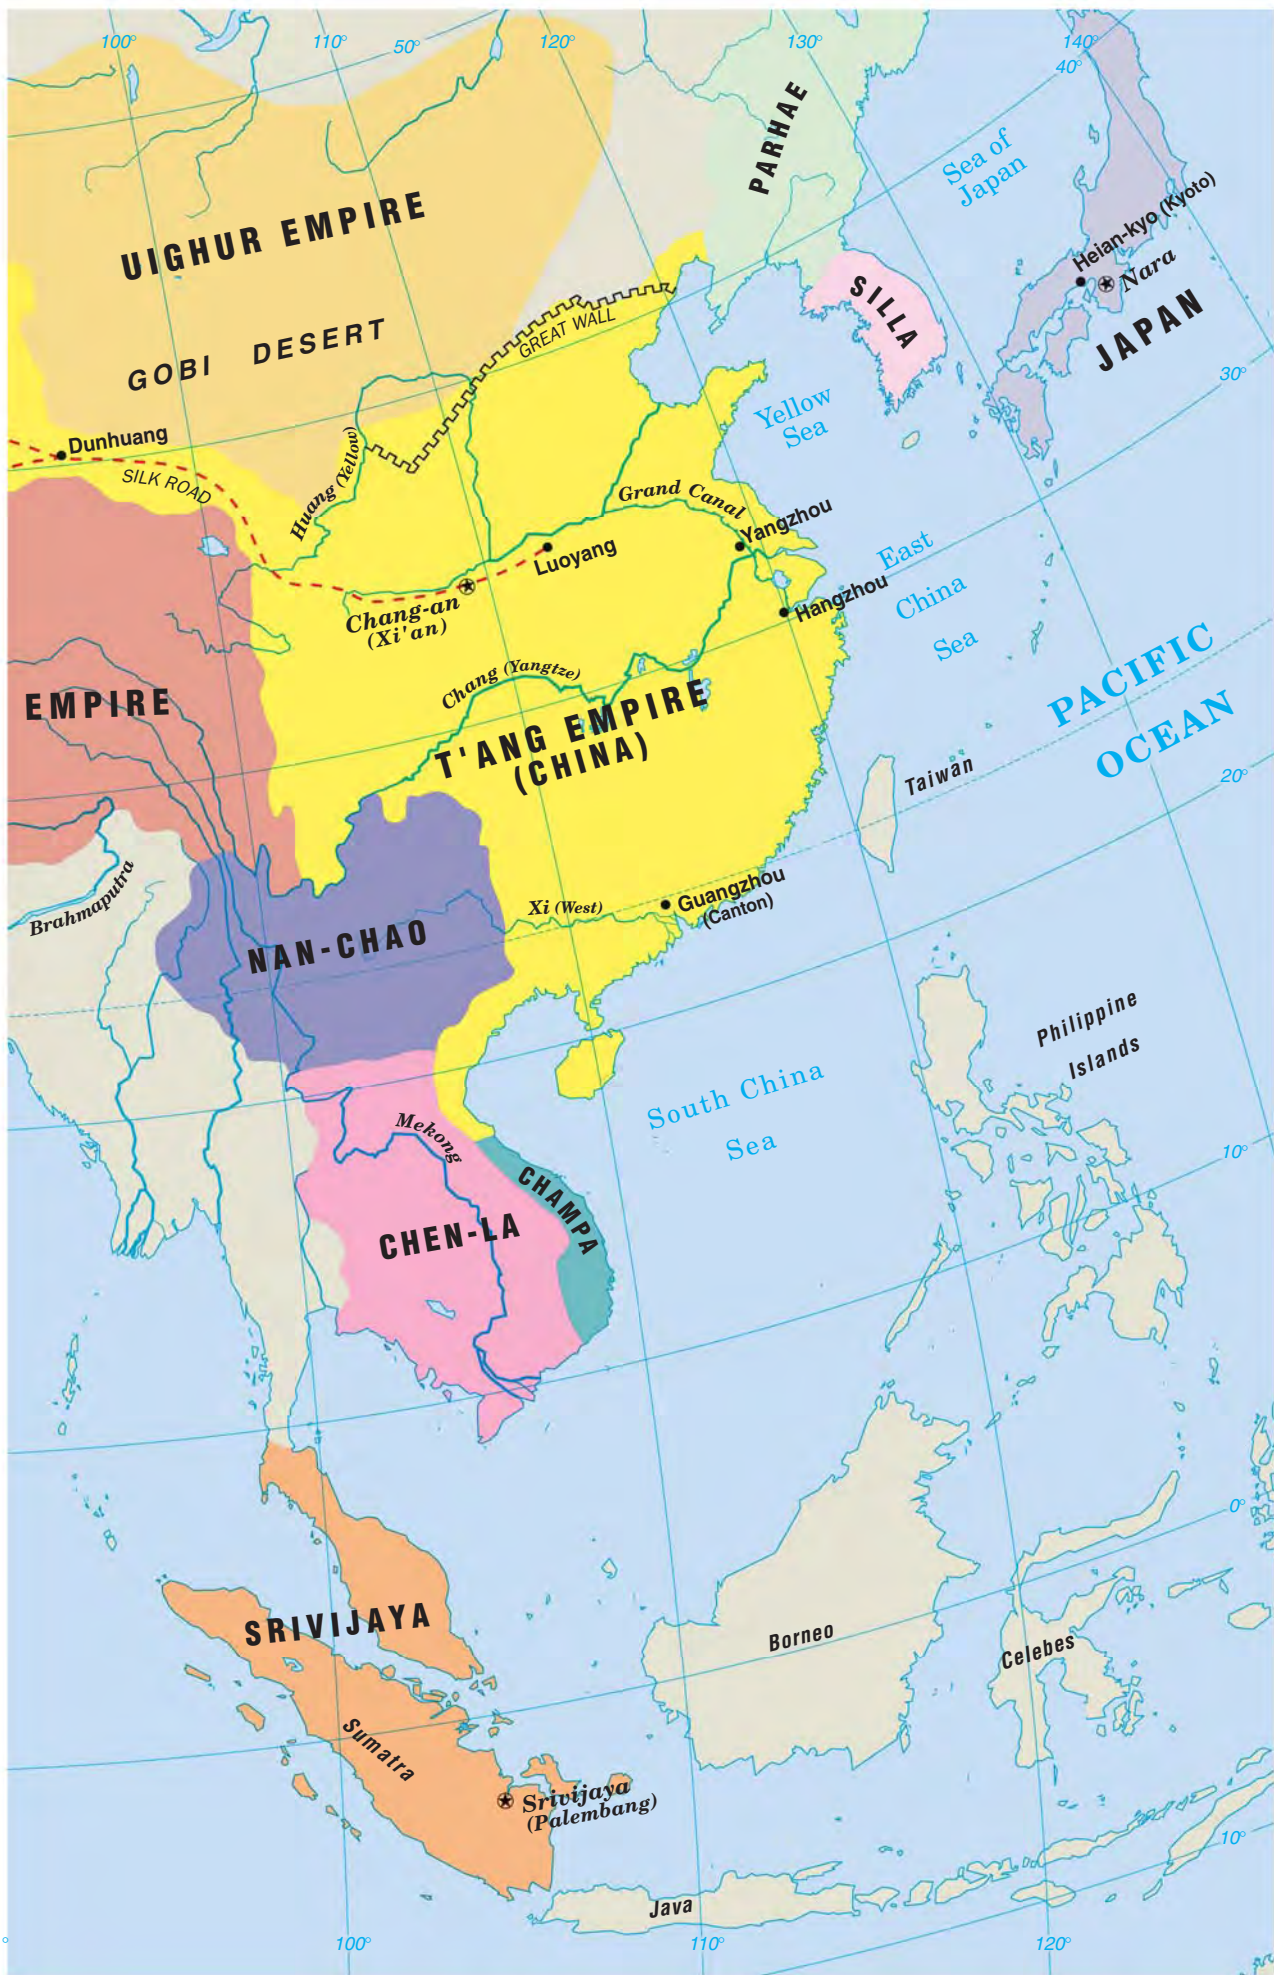 100°
110°
50°
120°
130°
140°
40°
PARHAE
Sea of
Japan
UIGHUR EMPIRE
Heian-kyo (Kyoto)
Nara
JAPAN
SILLA
GOBI DESERT
GREAT WALL
30°
Yellow
Sea
Dunhuang
SILK ROAD
Huang (Yellow)
Grand Canal
Yangzhou
Luoyang
East
China
Sea
Hangzhou
Chang-an
(Xi'an)
Chang (Yangtze)
PACIFIC
OCEAN
EMPIRE
T'ANG EMPIRE
(CHINA)
Taiwan
20°
Brahmaputra
Guangzhou
(Canton)
Xi (West)
NAN-CHAO
Philippine
Islands
South China
Sea
Mekong
10°
CHAMPA
CHEN-LA
0°
SRIVIJAYA
Borneo
Celebes
Sumatra
Srivijaya
(Palembang)
10°
Java
°
100°
110°
120°